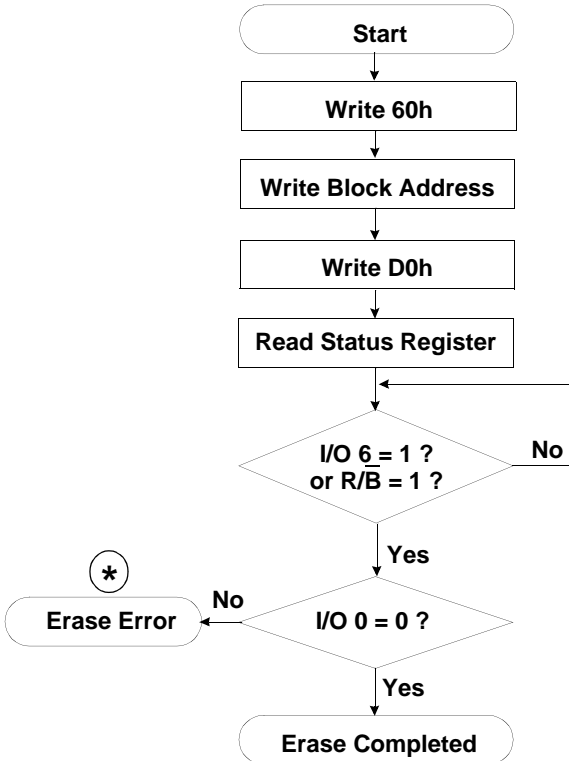 Start
Write 60h
Write Block Address
Write D0h
Read Status Register
I/O 6 = 1 ?
or R/B̅ = 1 ?
No
Yes
*
No
Erase Error
I/O 0 = 0 ?
Yes
Erase Completed